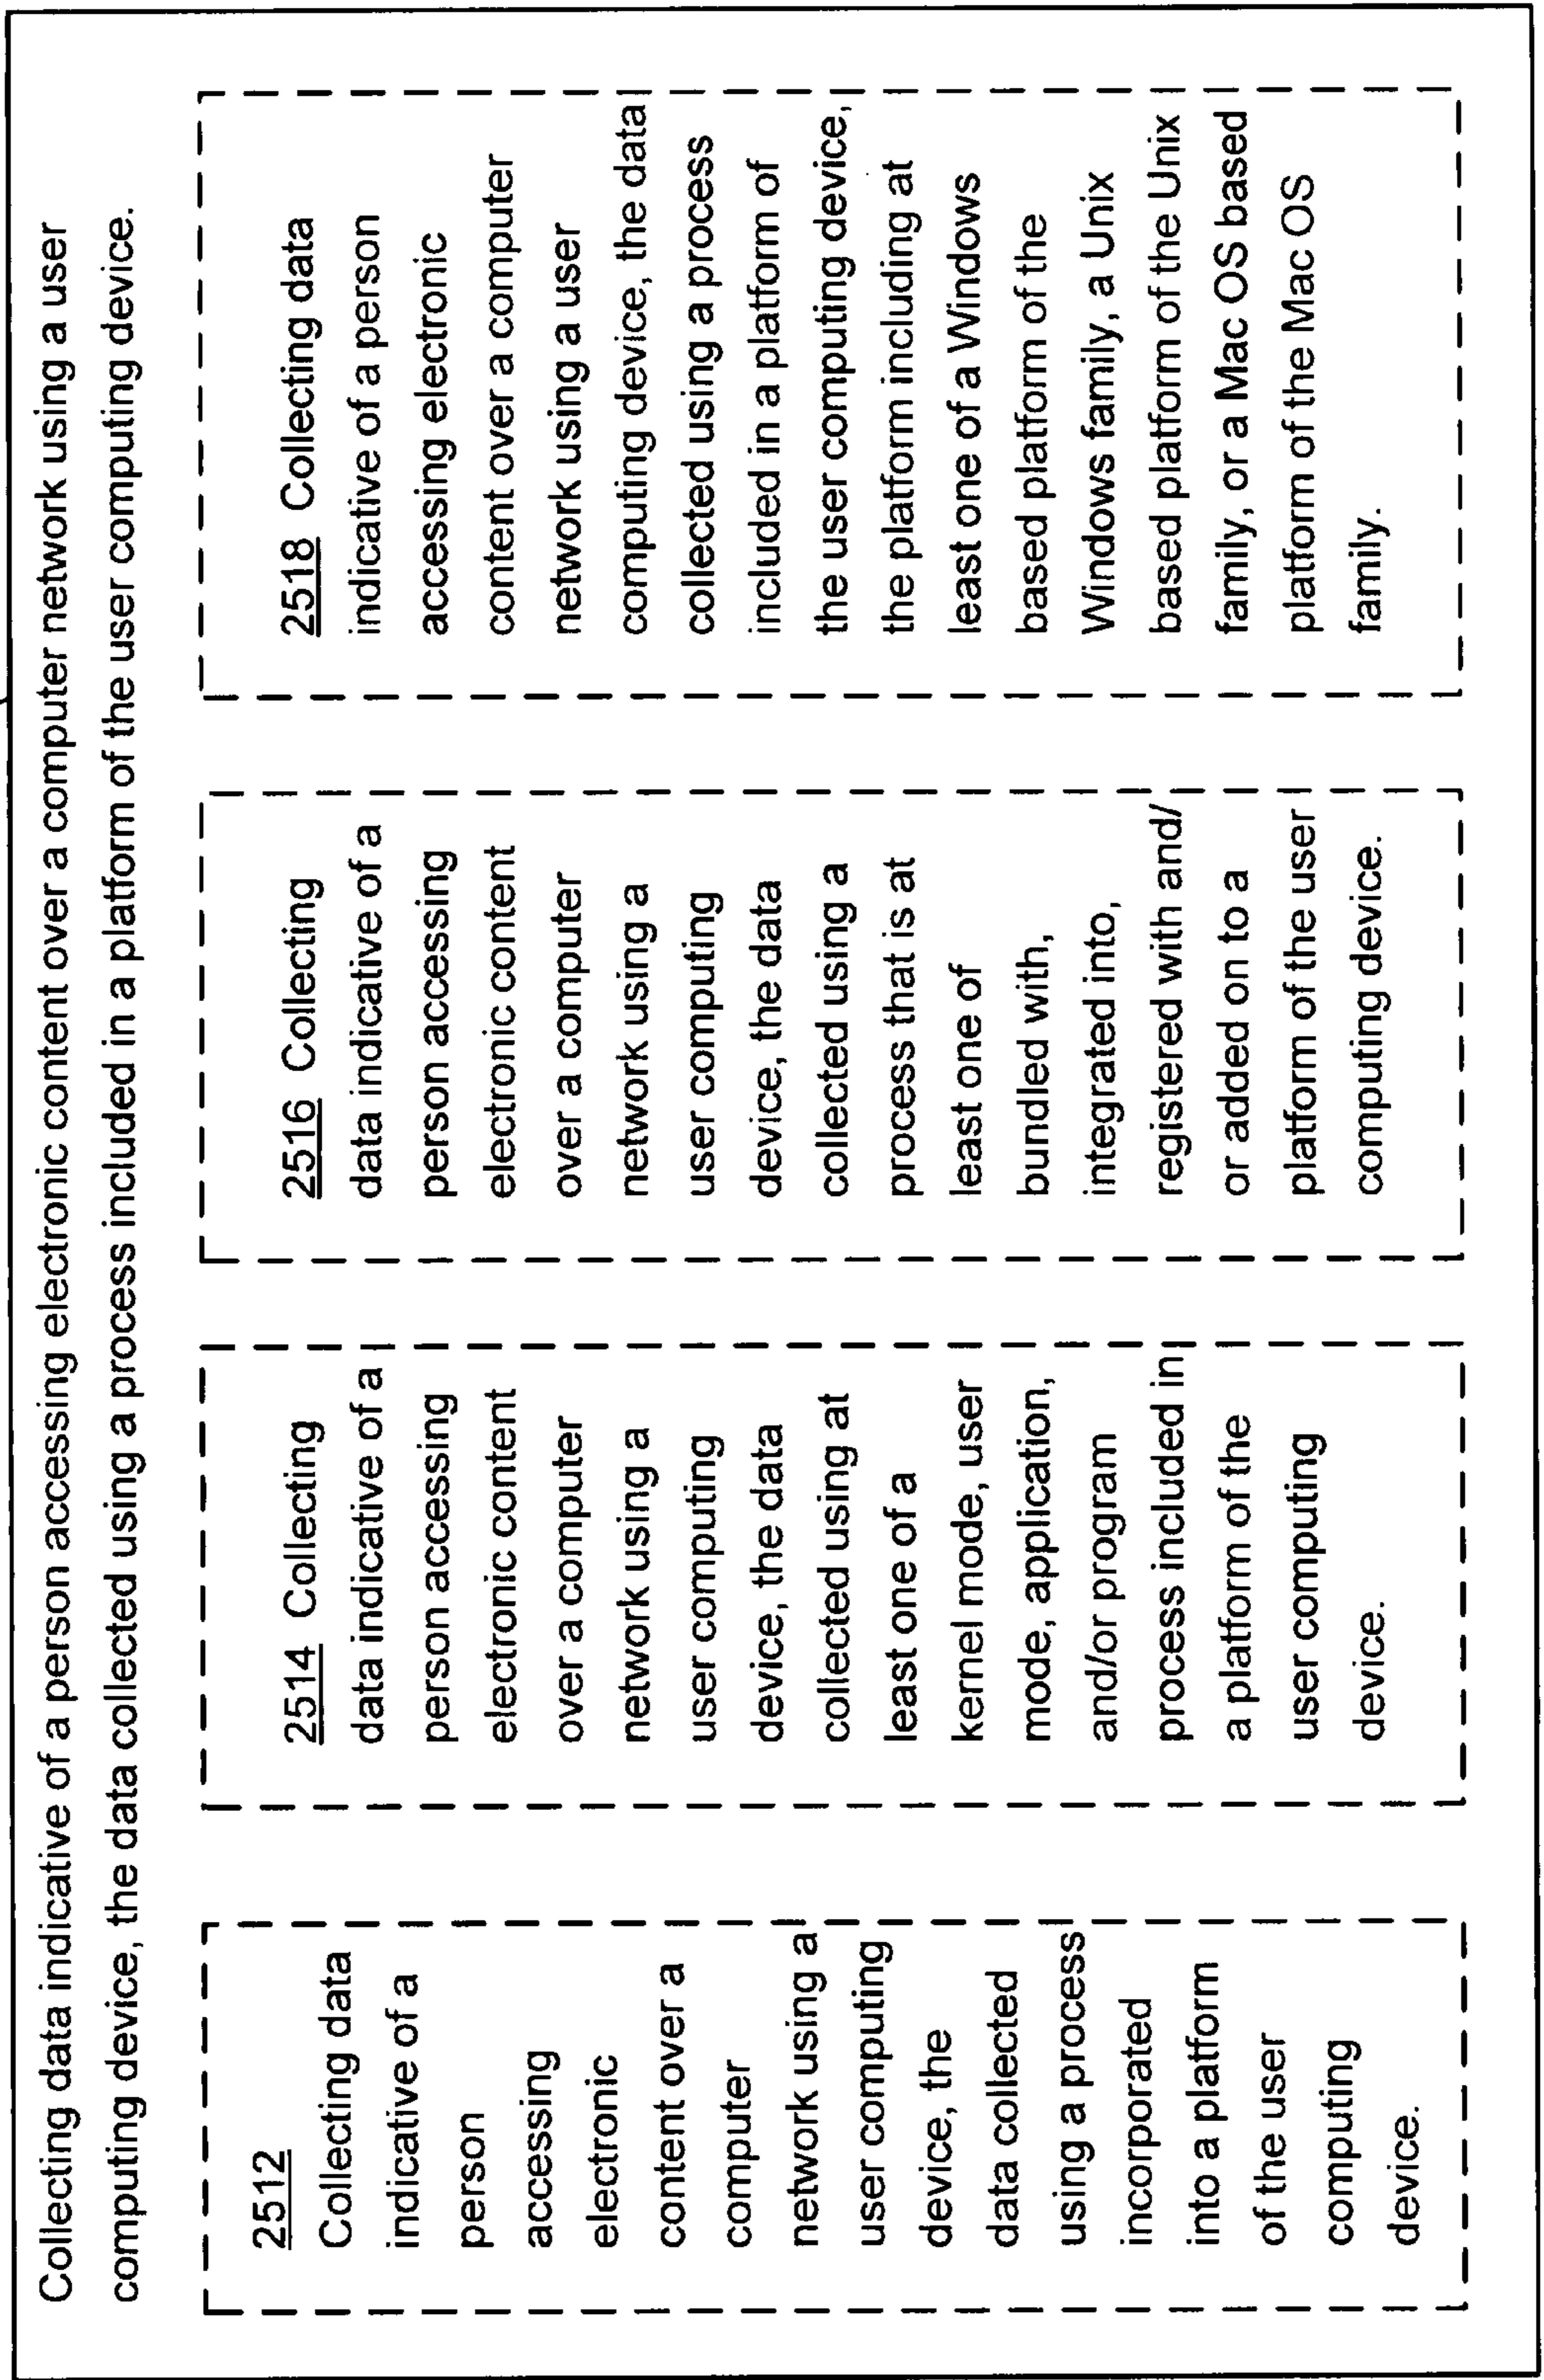 Collecting data indicative of a person accessing electronic content over a computer network using a user
computing device, the data collected using a process included in a platform of the user computing device.
2512
Collecting data
indicative of a
person
accessing
electronic
content over a
computer
network using a
user computing
device, the
data collected
using a process
incorporated
into a platform
of the user
computing
device.
2514 Collecting
data indicative of a
person accessing
electronic content
over a computer
network using a
user computing
device, the data
collected using at
least one of a
kernel mode, user
mode, application,
and/or program
process included in
a platform of the
user computing
device.
2516 Collecting
data indicative of a
person accessing
electronic content
over a computer
network using a
user computing
device, the data
collected using a
process that is at
least one of
bundled with,
integrated into,
registered with and/
or added on to a
platform of the user
computing device.
2518 Collecting data
indicative of a person
accessing electronic
content over a computer
network using a user
computing device, the data
collected using a process
included in a platform of
the user computing device,
the platform including at
least one of a Windows
based platform of the
Windows family, a Unix
based platform of the Unix
family, or a Mac OS based
platform of the Mac OS
family.